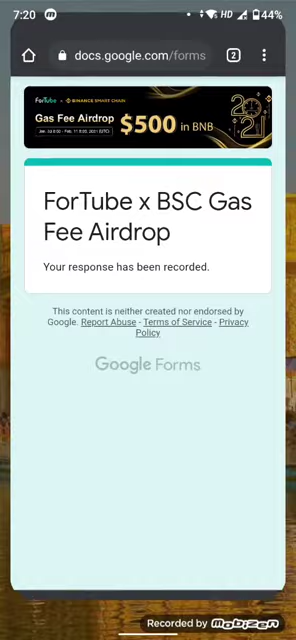 7:20
HD
44%
docs.google.com/forms
2
ForTube x BINANCE SMART CHAIN
Gas Fee Airdrop
$500 in BNB
2021
ForTube x BSC Gas
Fee Airdrop
Your response has been recorded.
This content is neither created nor endorsed by
Google. Report Abuse - Terms of Service - Privacy
Policy
Google Forms
Recorded by Mobizen